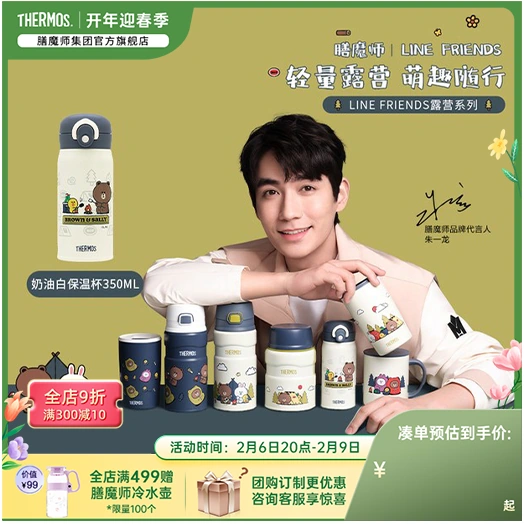 THERMOS. 开年迎春季
膳魔师集团官方旗舰店
膳魔师 | LINE FRIENDS
轻量露营 萌趣随行
LINE FRIENDS露营系列
BROWN & SALLY
THERMOS
奶油白保温杯350ML
膳魔师品牌代言人
朱一龙
THERMOS
THERMOS
THERMOS
THERMOS
THERMOS
全店9折
满300减10
活动时间：2月6日20点-2月9日
凑单预估到手价:
¥
起
价值
¥99
全店满499赠
膳魔师冷水壶
*限量100个
团购订制更优惠
咨询客服享惊喜